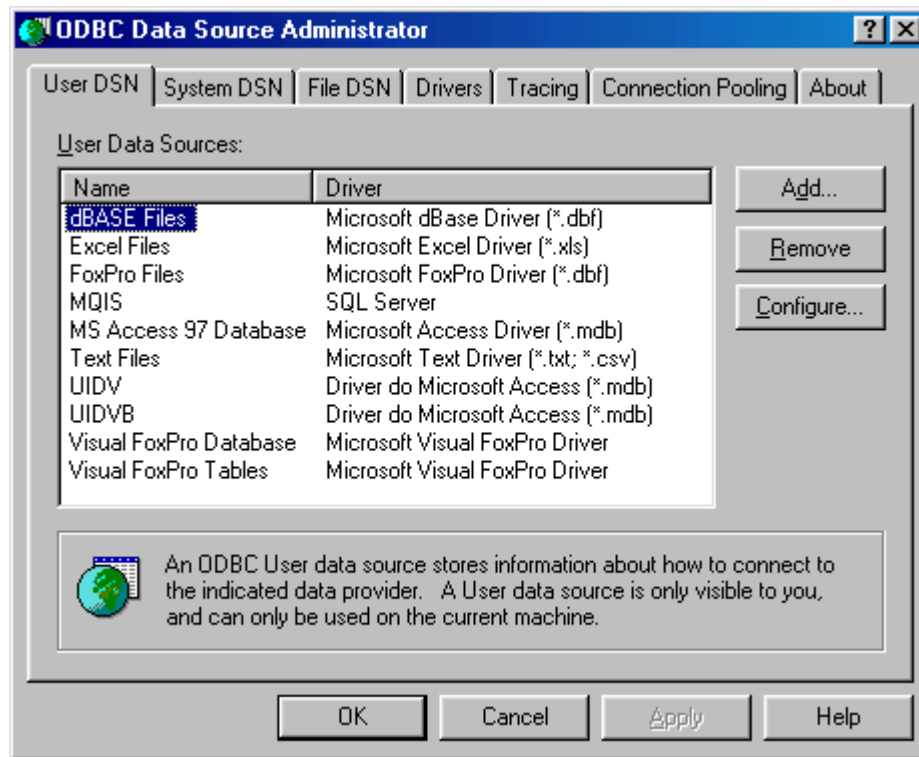 ODBC Data Source Administrator
User DSN System DSN File DSN Drivers Tracing Connection Pooling About
User Data Sources:
Name Driver
dBASE Files Microsoft dBase Driver (*.dbf)
Excel Files Microsoft Excel Driver (*.xls)
FoxPro Files Microsoft FoxPro Driver (*.dbf)
MQIS SQL Server
MS Access 97 Database Microsoft Access Driver (*.mdb)
Text Files Microsoft Text Driver (*.txt; *.csv)
UIDV Driver do Microsoft Access (*.mdb)
UIDVB Driver do Microsoft Access (*.mdb)
Visual FoxPro Database Microsoft Visual FoxPro Driver
Visual FoxPro Tables Microsoft Visual FoxPro Driver
Add...
Remove
Configure...
An ODBC User data source stores information about how to connect to
the indicated data provider. A User data source is only visible to you,
and can only be used on the current machine.
OK Cancel Apply Help